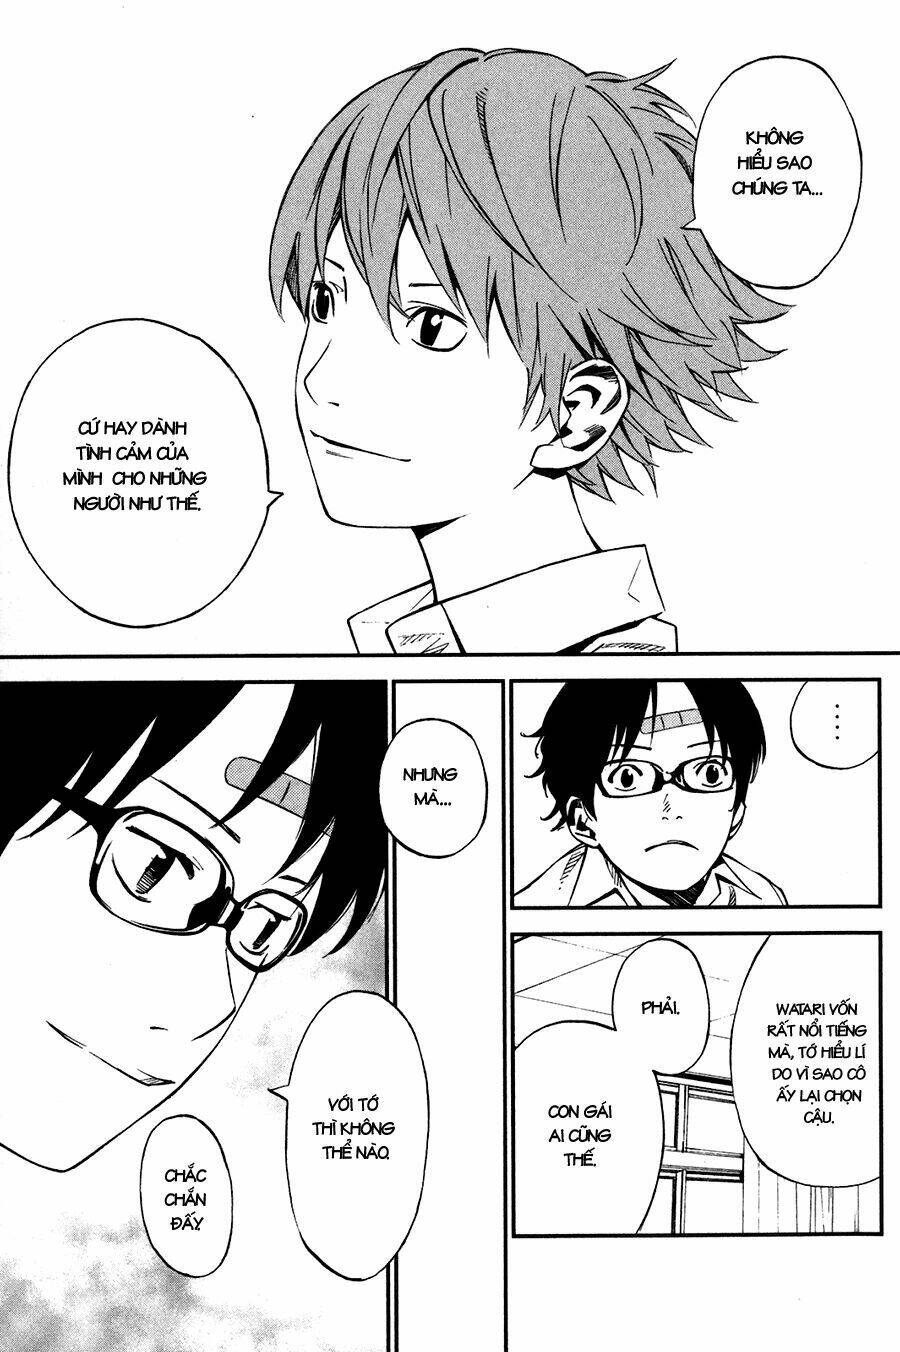 KHÔNG
HIỂU SAO
CHÚNG TA...
CỨ HAY DÀNH
TÌNH CẢM CỦA
MÌNH CHO NHỮNG
NGƯỜI NHƯ THẾ.
....
WATARI VỐN
RẤT NỔI TIẾNG
MÀ, TỚ HIỂU LÍ
DO VÌ SAO CÔ
ẤY LẠI CHỌN
CẬU.
PHẢI.
CON GÁI
AI CŨNG
THẾ.
NHƯNG
MÀ...
VỚI TỚ
THÌ KHÔNG
THỂ NÀO.
CHẮC
CHẮN
ĐẤY.